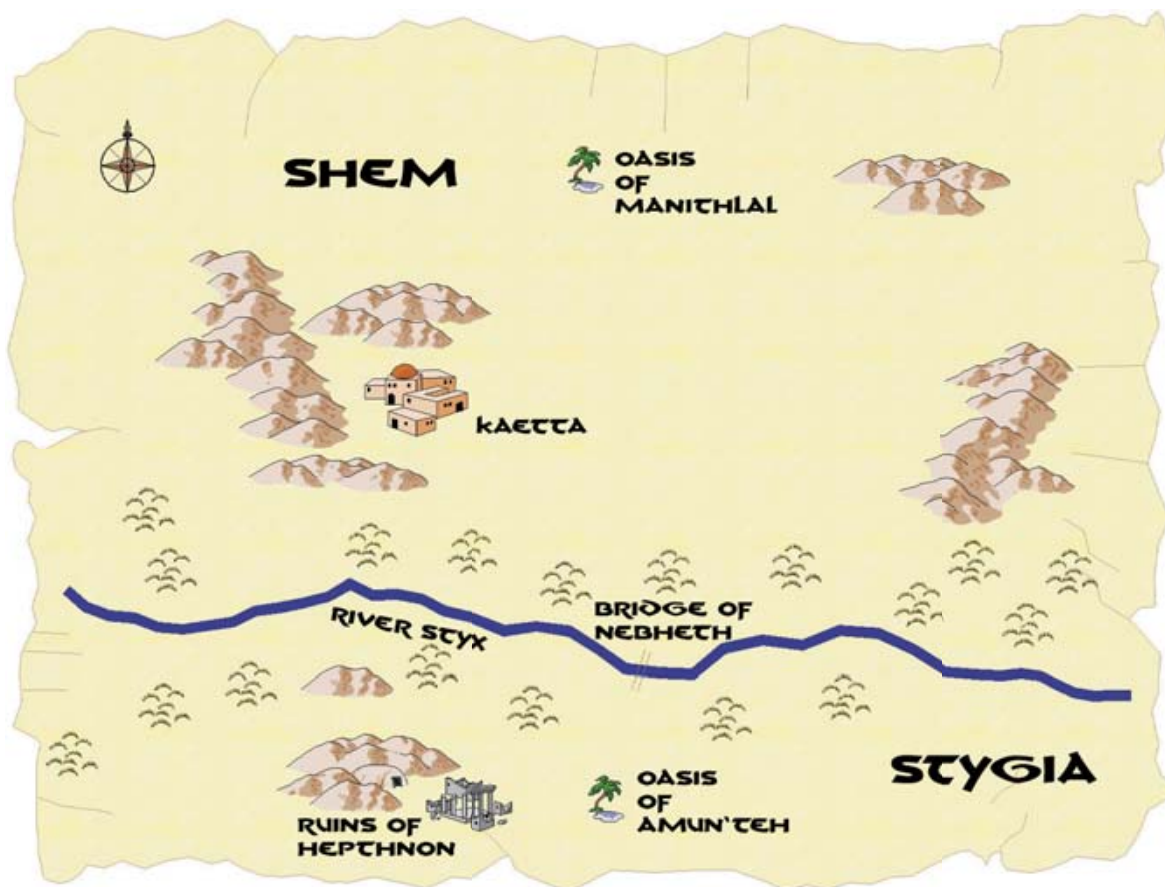 SHEM
OASIS
OF
MANITHLAL
KAETTA
RIVER STYX
BRIDGE OF
NEBHETH
STYGIA
OASIS
OF
AMUN'TEH
RUINS OF
HEPTHNON